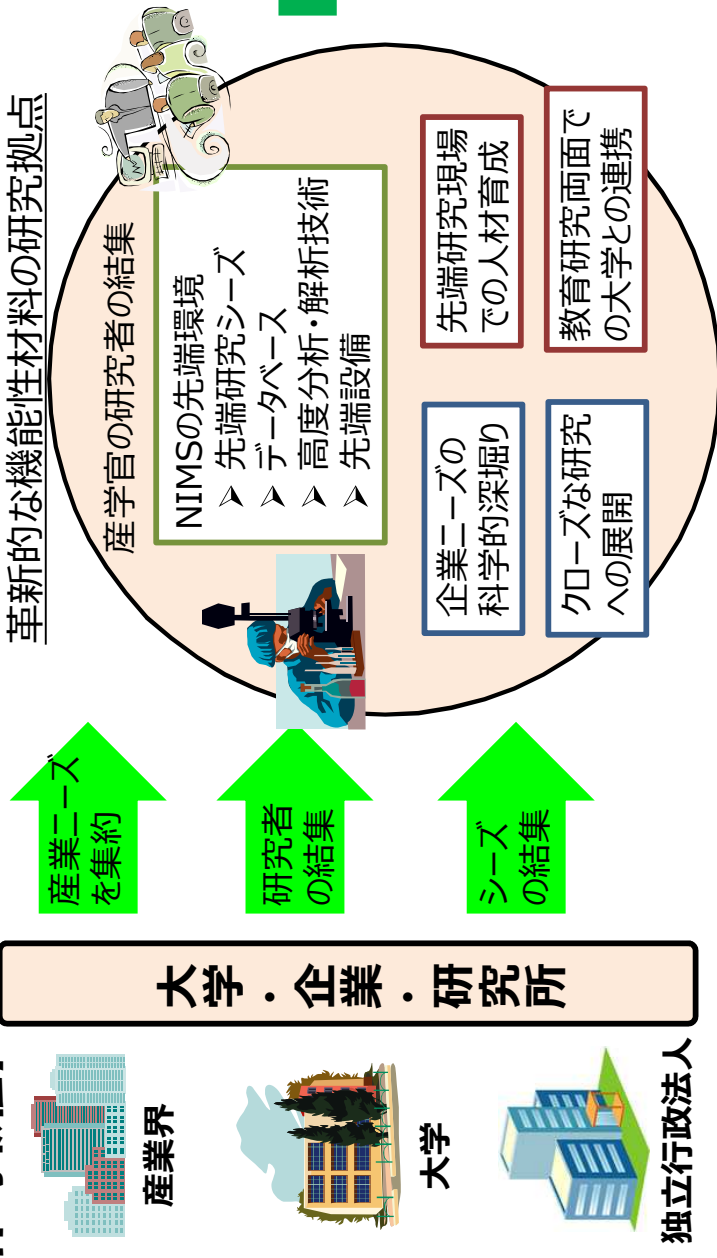 革新的な機能性材料の研究拠点
産学官の研究者の結集
NIMSの先端環境
➢ 先端研究シーズ
➢ データベース
➢ 高度分析・解析技術
➢ 先端設備
企業ニーズの
科学的深堀り
先端研究現場
での人材育成
クローズな研究
への展開
教育研究両面で
の大学との連携
産業ニーズ
を集約
研究者
の結集
シーズ
の結集
大学・企業・研究所
産業界
大学
独立行政法人